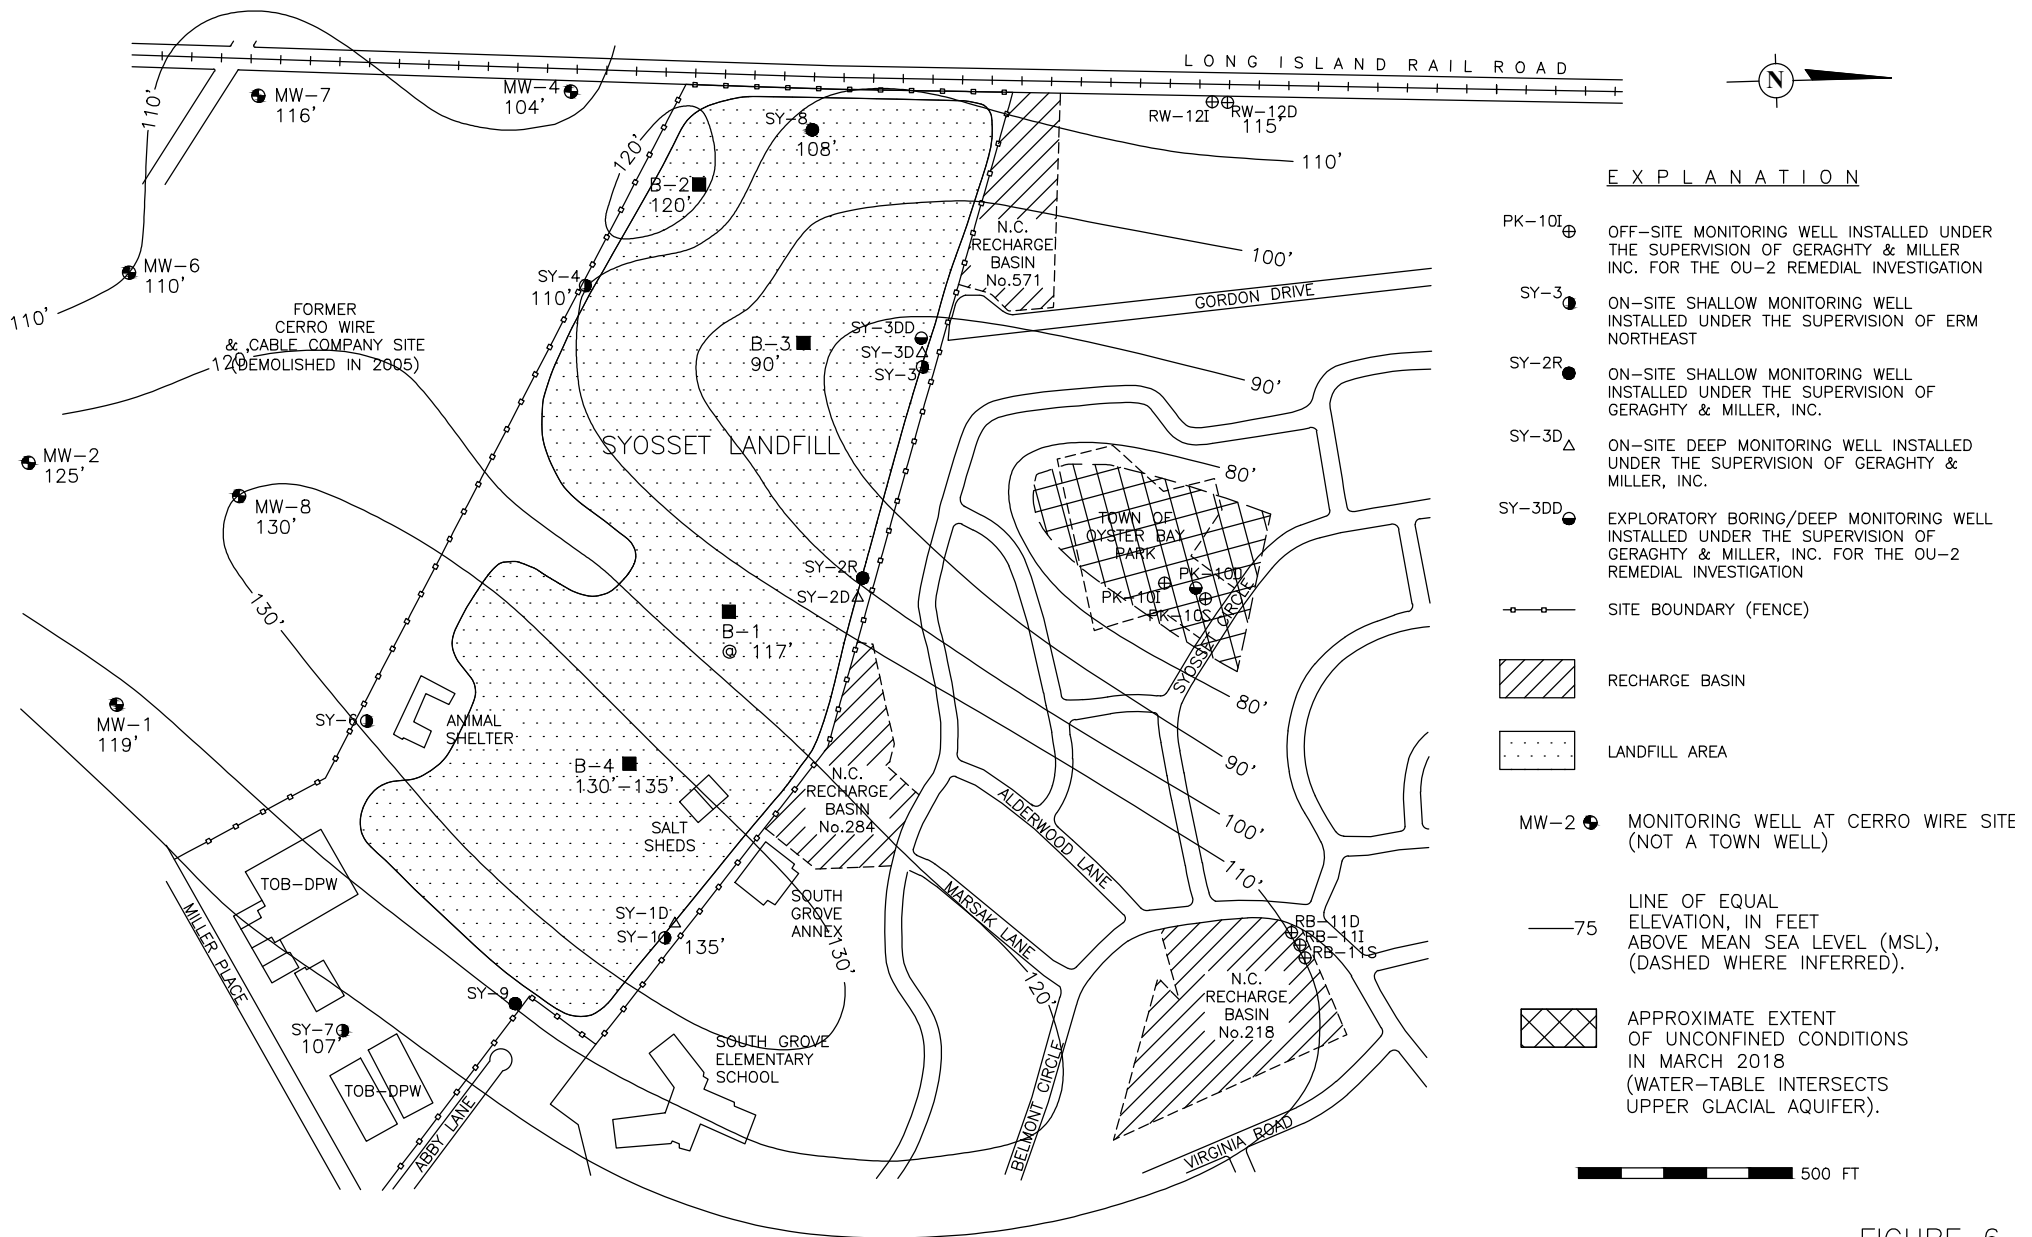 LONG ISLAND RAIL ROAD
N
MW-7
116'
MW-4
104'
110'
SY-8
108'
RW-12I
RW-12D
115'
110'
120'
B-2
120'
MW-6
110'
110'
SY-4
110'
N.C.
RECHARGE
BASIN
No.571
100'
GORDON DRIVE
FORMER
CERRO WIRE
& CABLE COMPANY SITE
(DEMOLISHED IN 2005)
120'
B-3
90'
SY-3DD
SY-3D
SY-3
90'
MW-2
125'
SYOSSET LANDFILL
80'
MW-8
130'
TOWN OF
OYSTER BAY
PARK
SY-2R
SY-2D
PK-10D
PK-10I
PK-10S
SYOSSET CIRCLE
130'
B-1
@ 117'
80'
MW-1
119'
SY-6
ANIMAL
SHELTER
90'
B-4
130'-135'
N.C.
RECHARGE
BASIN
No.284
SALT
SHEDS
ALDERWOOD LANE
100'
110'
TOB-DPW
MILLER PLACE
SOUTH
GROVE
ANNEX
MARSAK LANE
SY-1D
SY-1
135'
130'
120'
RB-11D
RB-11I
RB-11S
N.C.
RECHARGE
BASIN
No.218
SY-9
SY-7
107'
SOUTH GROVE
ELEMENTARY
SCHOOL
TOB-DPW
ABBY LANE
BELMONT CIRCLE
VIRGINIA ROAD
EXPLANATION
PK-10I
OFF-SITE MONITORING WELL INSTALLED UNDER
THE SUPERVISION OF GERAGHTY & MILLER
INC. FOR THE OU-2 REMEDIAL INVESTIGATION
SY-3
ON-SITE SHALLOW MONITORING WELL
INSTALLED UNDER THE SUPERVISION OF ERM
NORTHEAST
SY-2R
ON-SITE SHALLOW MONITORING WELL
INSTALLED UNDER THE SUPERVISION OF
GERAGHTY & MILLER, INC.
SY-3D
ON-SITE DEEP MONITORING WELL INSTALLED
UNDER THE SUPERVISION OF GERAGHTY &
MILLER, INC.
SY-3DD
EXPLORATORY BORING/DEEP MONITORING WELL
INSTALLED UNDER THE SUPERVISION OF
GERAGHTY & MILLER, INC. FOR THE OU-2
REMEDIAL INVESTIGATION
SITE BOUNDARY (FENCE)
RECHARGE BASIN
LANDFILL AREA
MW-2
MONITORING WELL AT CERRO WIRE SITE
(NOT A TOWN WELL)
75
LINE OF EQUAL
ELEVATION, IN FEET
ABOVE MEAN SEA LEVEL (MSL),
(DASHED WHERE INFERRED).
APPROXIMATE EXTENT
OF UNCONFINED CONDITIONS
IN MARCH 2018
(WATER-TABLE INTERSECTS
UPPER GLACIAL AQUIFER).
500 FT
FIGURE 6